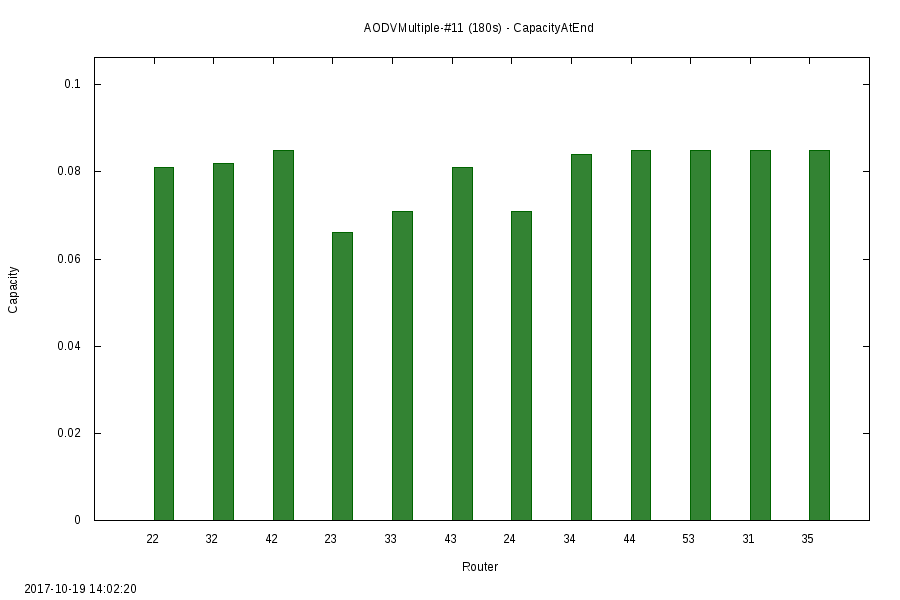 AODVMultiple-#11 (180s) - CapacityAtEnd
0.1
0.08
0.06
0.04
0.02
0
Capacity
22 32 42 23 33 43 24 34 44 53 31 35
Router
2017-10-19 14:02:20